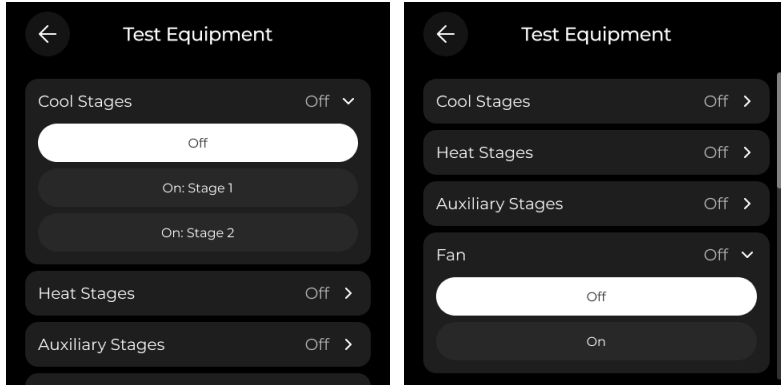 Test Equipment
Cool Stages Off
Off
On: Stage 1
On: Stage 2
Heat Stages Off
Auxiliary Stages Off
Test Equipment
Cool Stages Off
Heat Stages Off
Auxiliary Stages Off
Fan Off
Off
On